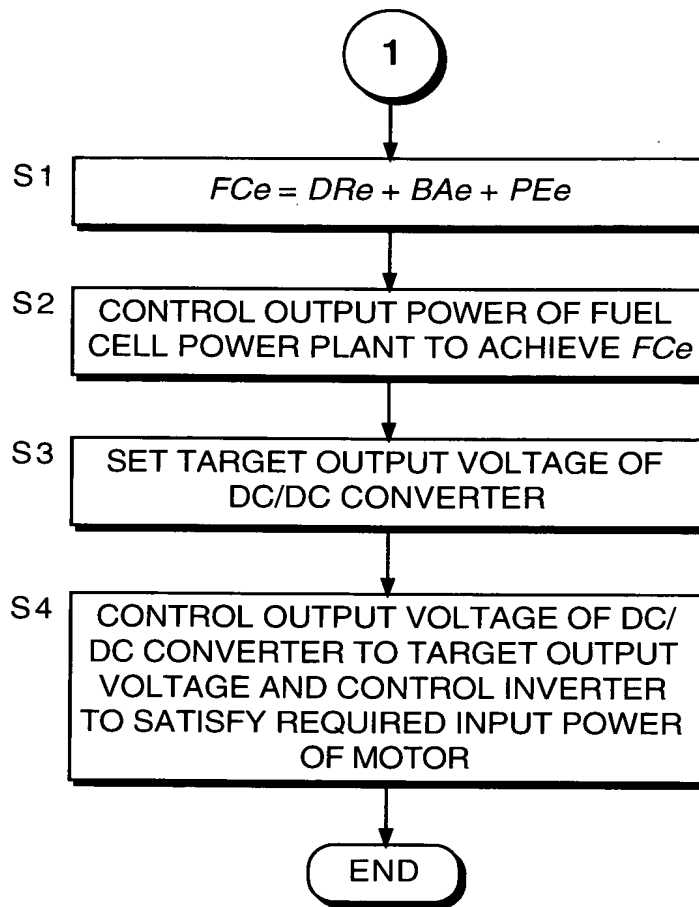 1
S1
FCe = DRe + BAe + PEe
S2
CONTROL OUTPUT POWER OF FUEL
CELL POWER PLANT TO ACHIEVE FCe
S3
SET TARGET OUTPUT VOLTAGE OF
DC/DC CONVERTER
S4
CONTROL OUTPUT VOLTAGE OF DC/
DC CONVERTER TO TARGET OUTPUT
VOLTAGE AND CONTROL INVERTER
TO SATISFY REQUIRED INPUT POWER
OF MOTOR
END